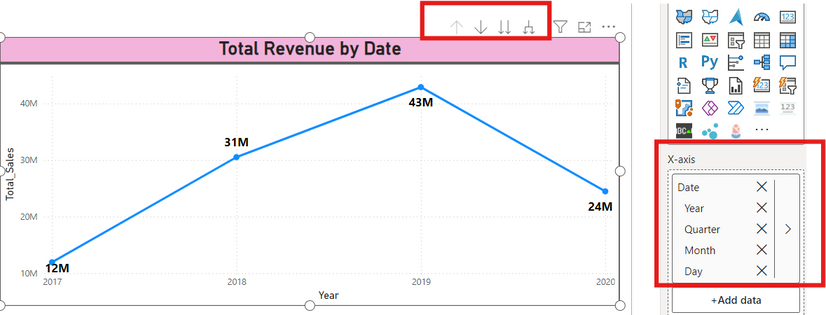 Total Revenue by Date
40M
30M
20M
10M
Total_Sales
12M
31M
43M
24M
2017
2018
2019
2020
Year
123
R
Py
123
X-axis
Date
Year
Quarter
Month
Day
+Add data